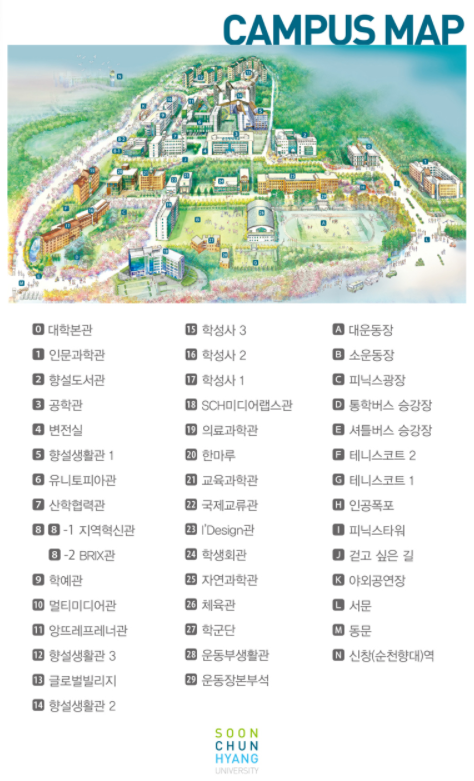 CAMPUS MAP
0 대학본관
1 인문과학관
2 향설도서관
3 공학관
4 변전실
5 향설생활관 1
6 유니토피아관
7 산학협력관
8 8 -1 지역혁신관
8 -2 BRIX관
9 학예관
10 멀티미디어관
11 앙뜨레프레너관
12 향설생활관 3
13 글로벌빌리지
14 향설생활관 2
15 학성사 3
16 학성사 2
17 학성사 1
18 SCH미디어랩스관
19 의료과학관
20 한마루
21 교육과학관
22 국제교류관
23 I'Design관
24 학생회관
25 자연과학관
26 체육관
27 학군단
28 운동부생활관
29 운동장본부석
A 대운동장
B 소운동장
C 피닉스광장
D 통학버스 승강장
E 셔틀버스 승강장
F 테니스코트 2
G 테니스코트 1
H 인공폭포
I 피닉스타워
J 걷고 싶은 길
K 야외공연장
L 서문
M 동문
N 신창(순천향대)역
SOON
CHUN
HYANG
UNIVERSITY